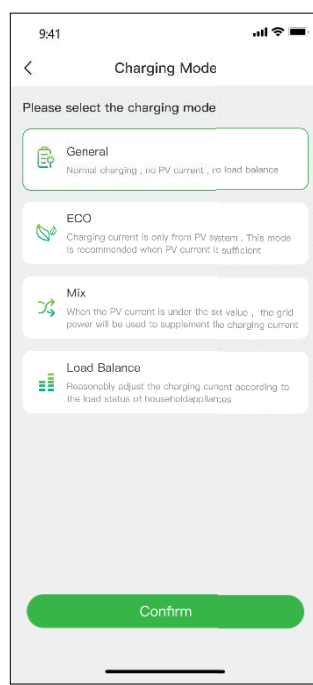 9:41
Charging Mode
Please select the charging mode
General
Normal charging , no PV current , no load balance
ECO
Charging current is only from PV system . This mode
is recommended when PV current is sufficient
Mix
When the PV current is under the set value , the grid
power will be used to supplement the charging current
Load Balance
Reasonably adjust the charging current according to
the load status of householdappliances
Confirm